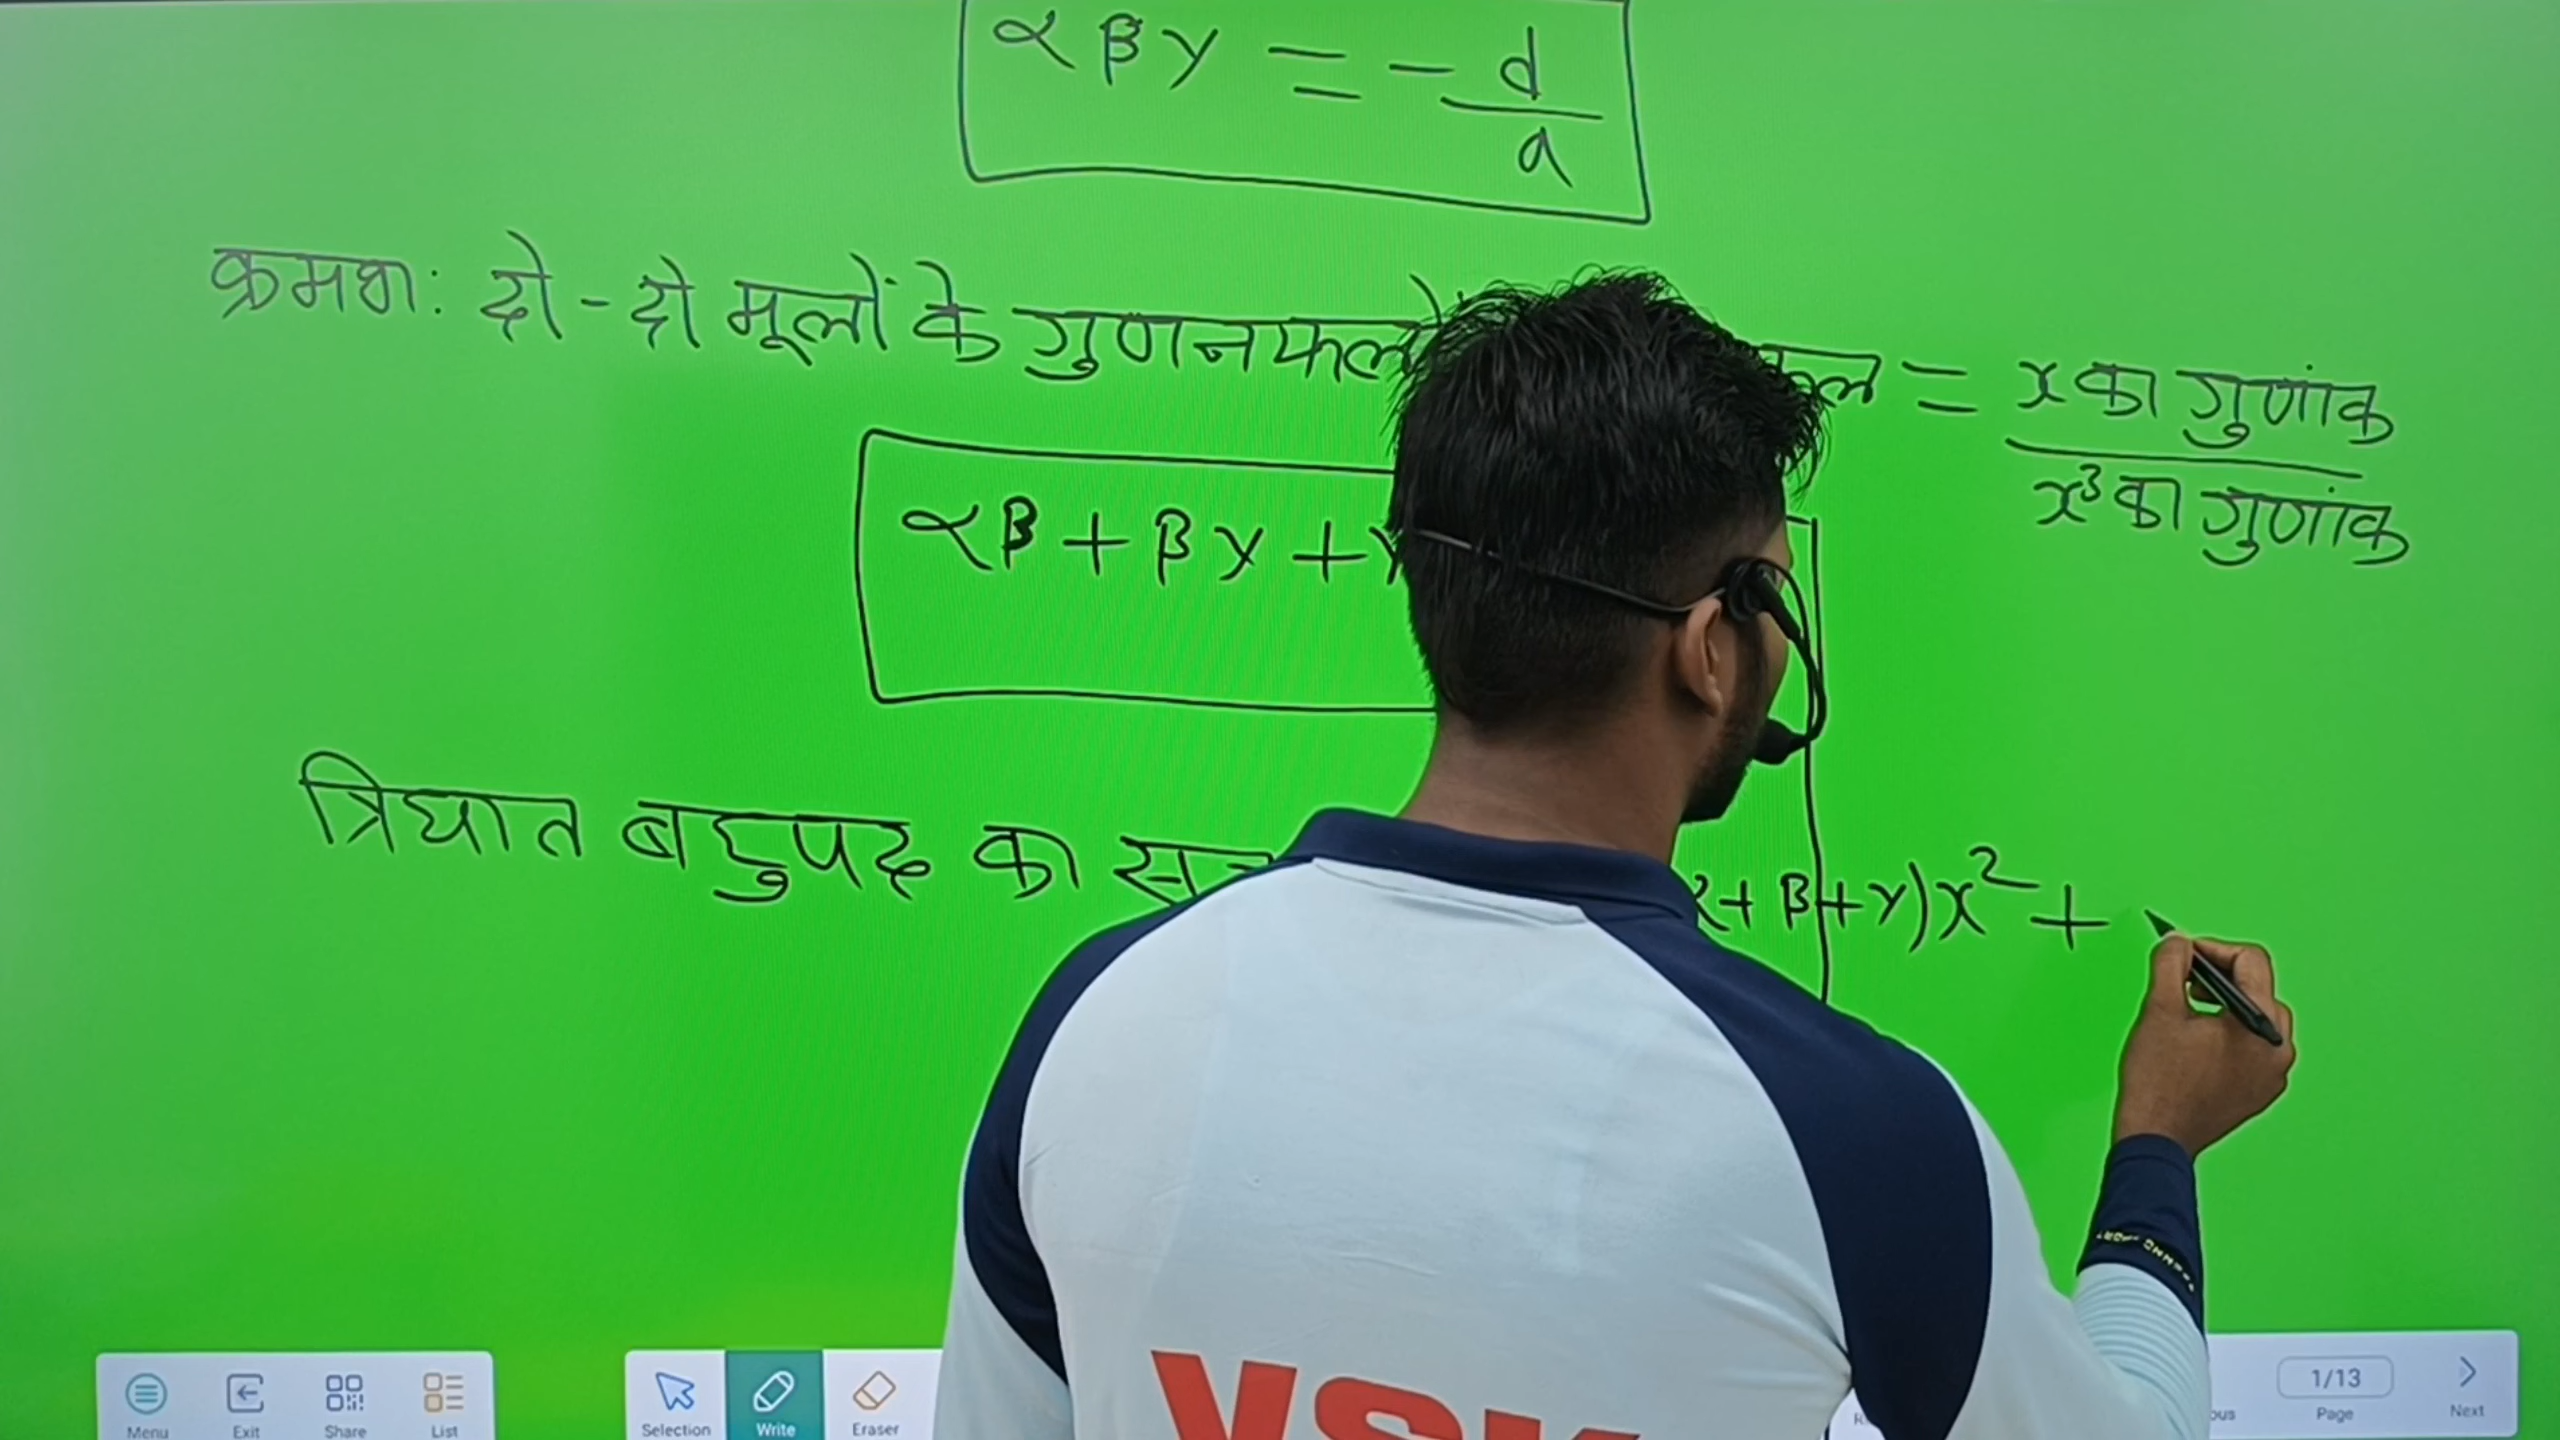 αβγ = - d/a
क्रमशः दो-दो मूलों के गुणनफलों = x का गुणांक / x³ का गुणांक
αβ + βγ +
त्रिघात बहुपद का + β + γ)x² +
VSK
Menu Exit Share List Selection Write Eraser 1/13 Page Next